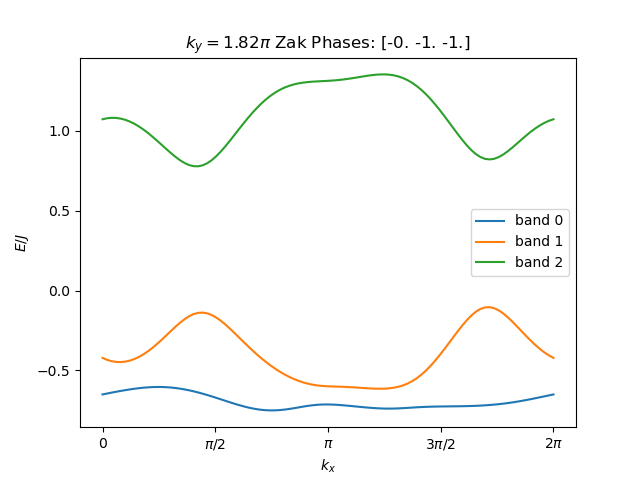 $k_y = 1.82\pi$ Zak Phases: [-0. -1. -1.]
1.0
0.5
0.0
−0.5
E/J
band 0
band 1
band 2
0
π/2
π
3π/2
2π
$k_x$